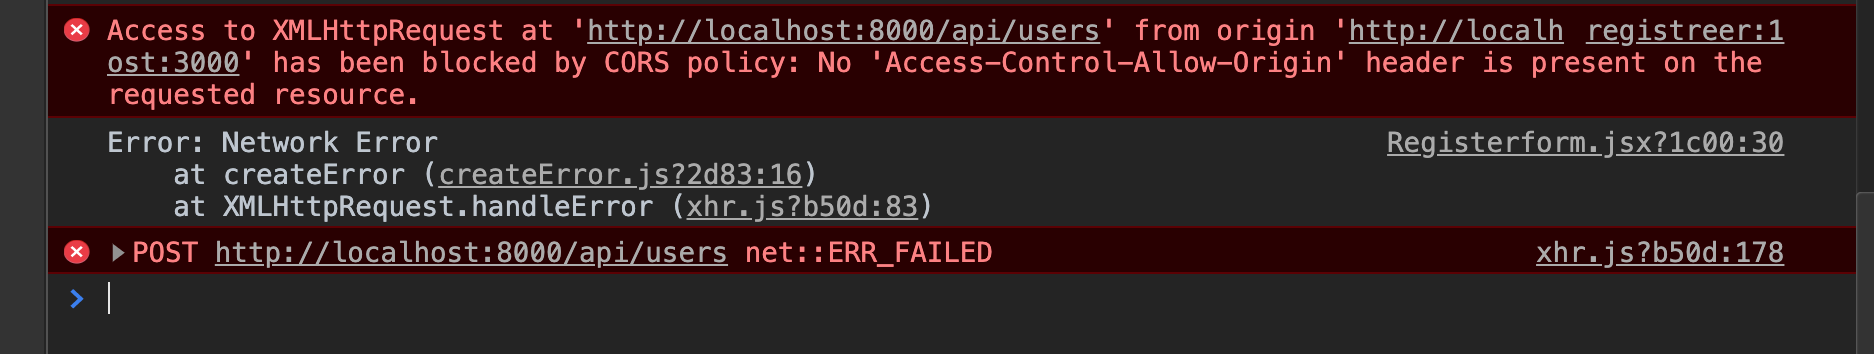 Access to XMLHttpRequest at 'http://localhost:8000/api/users' from origin 'http://localh registreer:1
ost:3000' has been blocked by CORS policy: No 'Access-Control-Allow-Origin' header is present on the
requested resource.
Error: Network Error Registerform.jsx?1c00:30
at createError (createError.js?2d83:16)
at XMLHttpRequest.handleError (xhr.js?b50d:83)
POST http://localhost:8000/api/users net::ERR_FAILED xhr.js?b50d:178